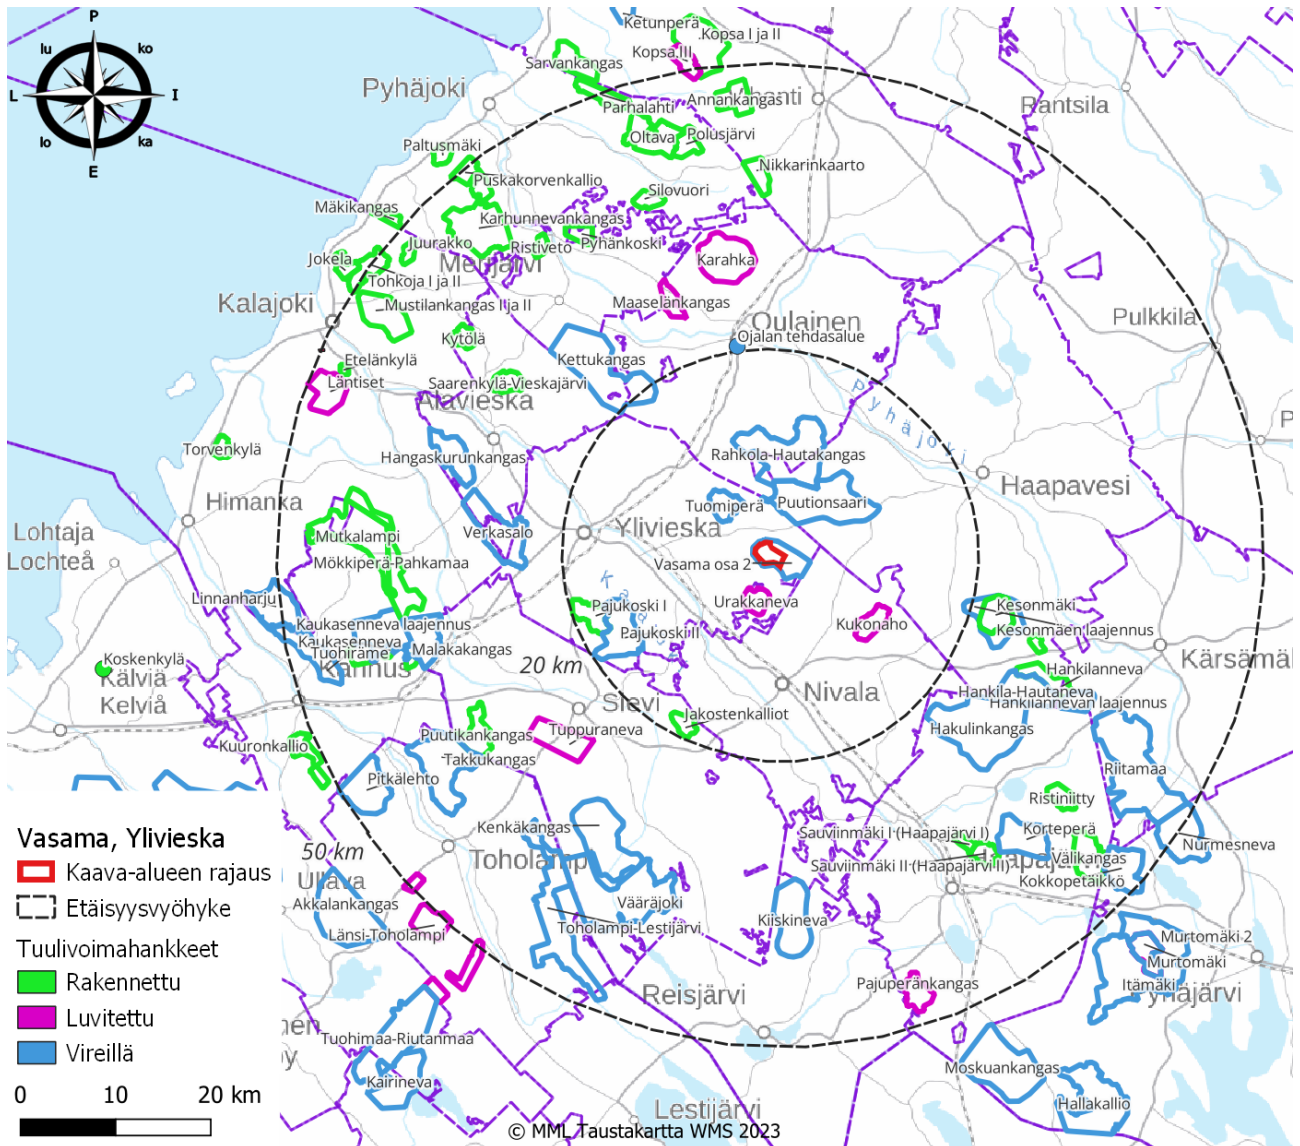 P
lu
ko
L
I
lo
ka
E
Ketunperä
Kopsa I ja II
Kopsa III
Sarvankangas
Pyhäjoki
Parhalahti
Annankangas
Rantsila
Oltava
Polusjärvi
Paltusmäki
Nikkarinkaarto
Puskakorvenkallio
Silovuori
Mäkikangas
Karhunnevankangas
Juurakko
Ristiveto
Pyhänkoski
Merijärvi
Karahka
Jokela
Tohkoja I ja II
Kalajoki
Mustilankangas I ja II
Maaselänkangas
Oulainen
Pulkkila
Ojalan tehdasalue
Kytölä
Kettukangas
Etelänkylä
Läntiset
Saarenkylä-Vieskajärvi
Alavieska
Pyhäjoki
Torvenkylä
Hangaskurunkangas
Rahkola-Hautakangas
Haapavesi
Himanka
Tuomiperä
Puutionsaari
Lohtaja
Lochteå
Mutkalampi
Verkasalo
Ylivieska
Mökkiperä-Pahkamaa
Vasama osa 2
Linnanharju
Urakkaneva
Pajukoski I
Kesonmäki
Kukonaho
Kesonmäen laajennus
Kaukasenneva laajennus
Kaukasenneva
Tuohiräme
Malakakangas
Pajukoski II
Kannus
Koskenkylä
Kälviä
Kelviå
20 km
Kärsämäl
Hankilanneva
Nivala
Hankila-Hautaneva
Hankilannevan laajennus
Sievi
Jakostenkalliot
Kuuronkallio
Puutikankangas
Tuppuraneva
Hakulinkangas
Takkukangas
Pitkälehto
Riitamaa
Ristiniitty
Kenkäkangas
Sauviinmäki I (Haapajärvi I)
Korteperä
Nurmesneva
50 km
Toholampi
Sauviinmäki II (Haapajärvi II)
Välikangas
Kokkopetäikkö
Ullava
Akkalankangas
Vääräjoki
Kiiskineva
Länsi-Toholampi
Toholampi-Lestijärvi
Murtomäki 2
Murtomäki
Itämäki
Pajuperänkangas
Reisjärvi
Tuohimaa-Riutanmaa
Kairineva
Moskuankangas
Hallakallio
Lestijärvi
Vasama, Ylivieska
Kaava-alueen rajaus
Etäisyysvyöhyke
Tuulivoimahankkeet
Rakennettu
Luvitettu
Vireillä
0 10 20 km
© MML Taustakartta WMS 2023